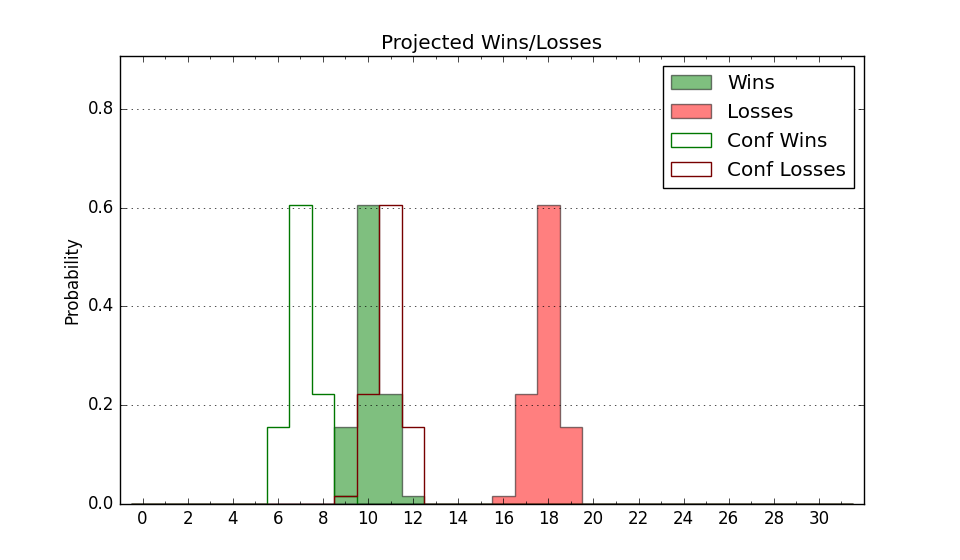 Projected Wins/Losses
Wins
Losses
Conf Wins
Conf Losses
Probability
0.8
0.6
0.4
0.2
0.0
0 2 4 6 8 10 12 14 16 18 20 22 24 26 28 30